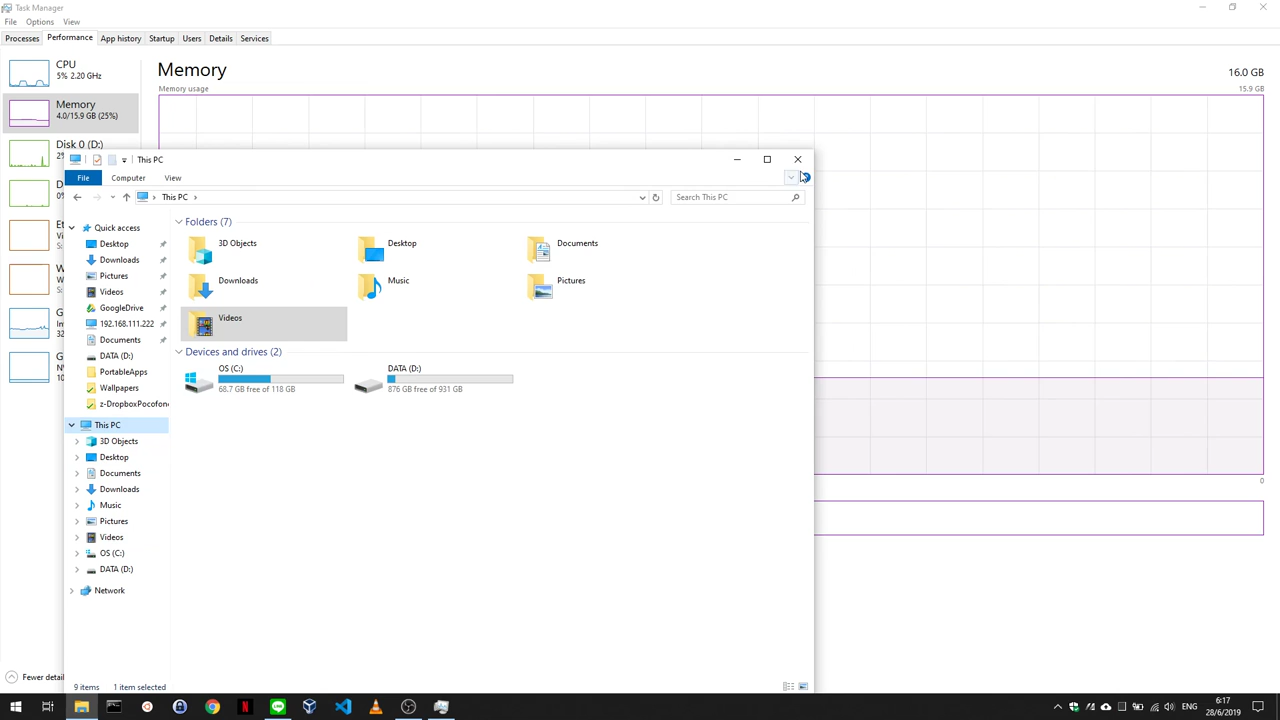 Task Manager
File Options View
Processes Performance App history Startup Users Details Services
CPU
5% 2.20 GHz
Memory
4.0/15.9 GB (25%)
Disk 0 (D:)
2%
Memory
16.0 GB
Memory usage
15.9 GB
0
This PC
File Computer View
This PC
Search This PC
Quick access
Desktop
Downloads
Pictures
Videos
GoogleDrive
192.168.111.222
Documents
DATA (D:)
PortableApps
Wallpapers
z-DropboxPocofon
This PC
3D Objects
Desktop
Documents
Downloads
Music
Pictures
Videos
OS (C:)
DATA (D:)
Network
Folders (7)
3D Objects
Desktop
Documents
Downloads
Music
Pictures
Videos
Devices and drives (2)
OS (C:)
68.7 GB free of 118 GB
DATA (D:)
876 GB free of 931 GB
9 items 1 item selected
Fewer detail
ENG
6:17
28/6/2019